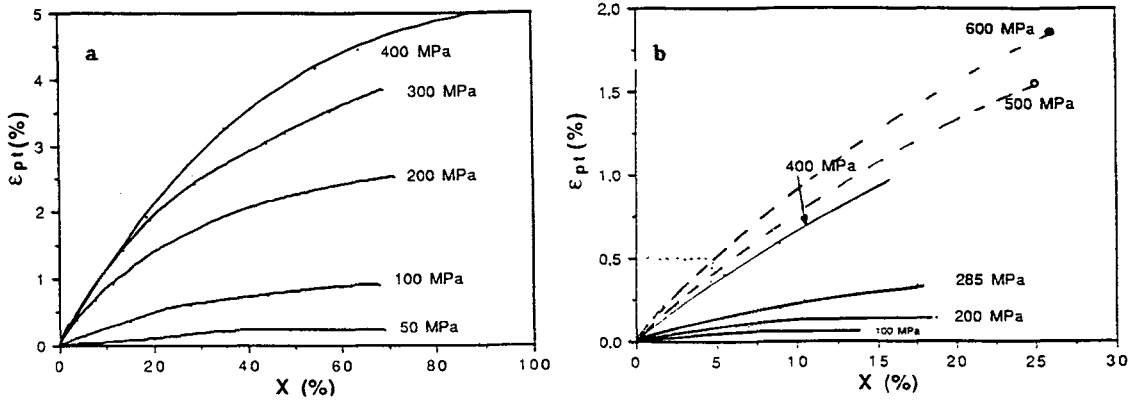 5
4
3
2
1
0
ε pt (%)
a
400 MPa
300 MPa
200 MPa
100 MPa
50 MPa
0 20 40 60 80 100
X (%)
2.0
1.5
1.0
0.5
0.0
ε pt (%)
b
600 MPa
500 MPa
400 MPa
285 MPa
200 MPa
100 MPa
0 5 10 15 20 25 30
X (%)